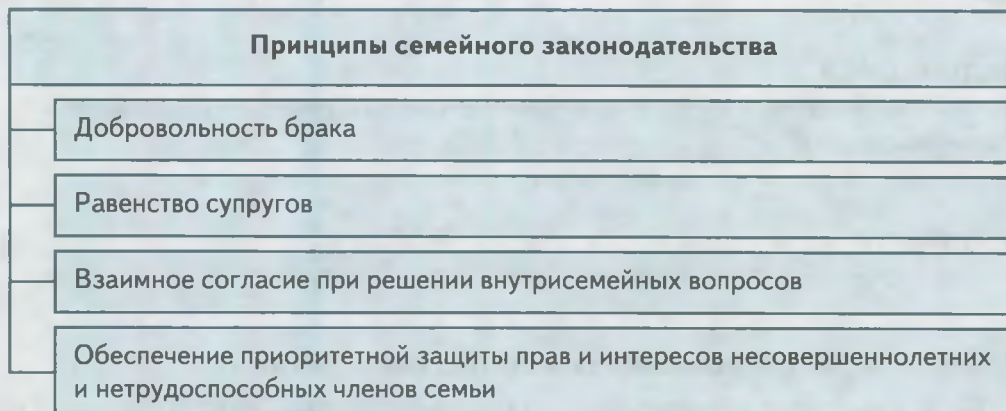 Принципы семейного законодательства
Добровольность брака
Равенство супругов
Взаимное согласие при решении внутрисемейных вопросов
Обеспечение приоритетной защиты прав и интересов несовершеннолетних
и нетрудоспособных членов семьи